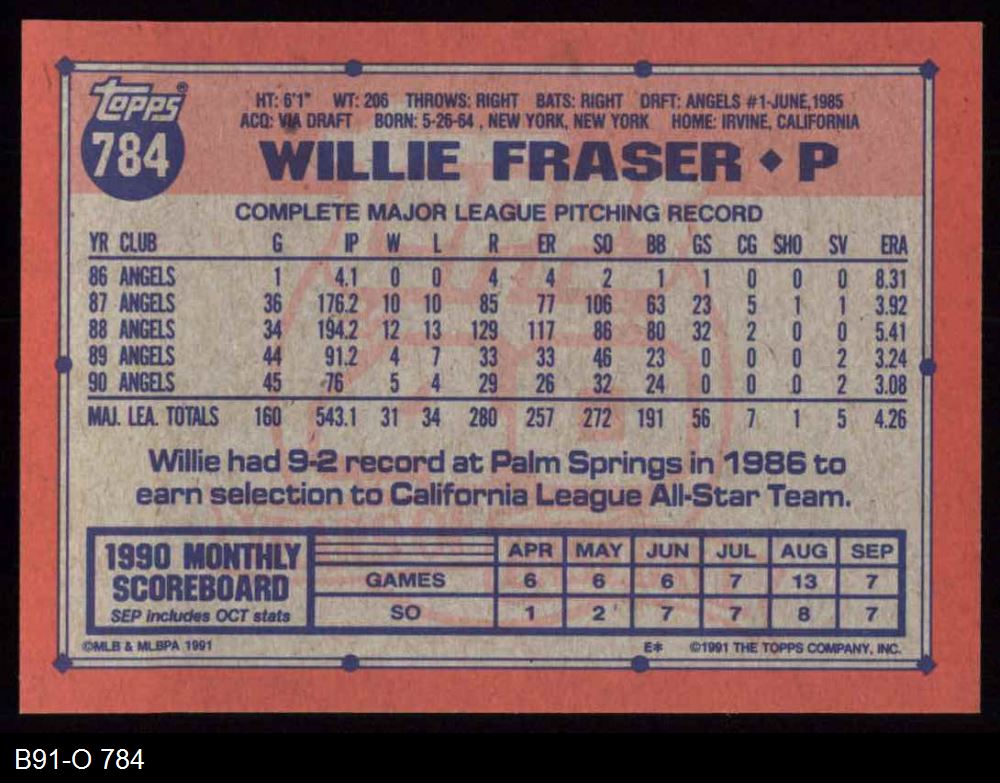 topps®
784
HT: 6'1" WT: 206 THROWS: RIGHT BATS: RIGHT DRFT: ANGELS #1-JUNE, 1985
ACQ: VIA DRAFT BORN: 5-26-64 , NEW YORK, NEW YORK HOME: IRVINE, CALIFORNIA
WILLIE FRASER ◆ P
COMPLETE MAJOR LEAGUE PITCHING RECORD
YR CLUB G IP W L R ER SO BB GS CG SHO SV ERA
86 ANGELS 1 4.1 0 0 4 4 2 1 1 0 0 0 8.31
87 ANGELS 36 176.2 10 10 85 77 106 63 23 5 1 1 3.92
88 ANGELS 34 194.2 12 13 129 117 86 80 32 2 0 0 5.41
89 ANGELS 44 91.2 4 7 33 33 46 23 0 0 0 2 3.24
90 ANGELS 45 76 5 4 29 26 32 24 0 0 0 2 3.08
MAJ. LEA. TOTALS 160 543.1 31 34 280 257 272 191 56 7 1 5 4.26
Willie had 9-2 record at Palm Springs in 1986 to
earn selection to California League All-Star Team.
1990 MONTHLY
SCOREBOARD
SEP includes OCT stats
APR MAY JUN JUL AUG SEP
GAMES 6 6 6 7 13 7
SO 1 2 7 7 8 7
©MLB & MLBPA 1991 E* ©1991 THE TOPPS COMPANY, INC.
B91-O 784